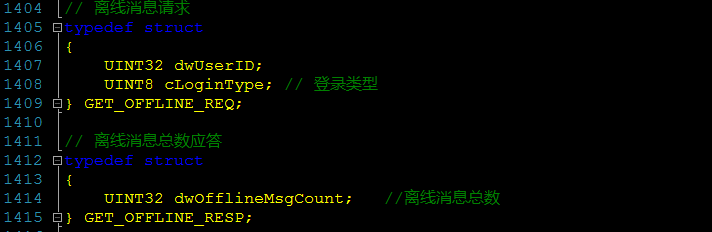 1404 // 离线消息请求
1405 typedef struct
1406 {
1407     UINT32 dwUserID;
1408     UINT8 cLoginType; // 登录类型
1409 } GET_OFFLINE_REQ;
1410
1411 // 离线消息总数应答
1412 typedef struct
1413 {
1414     UINT32 dwOfflineMsgCount;   //离线消息总数
1415 } GET_OFFLINE_RESP;